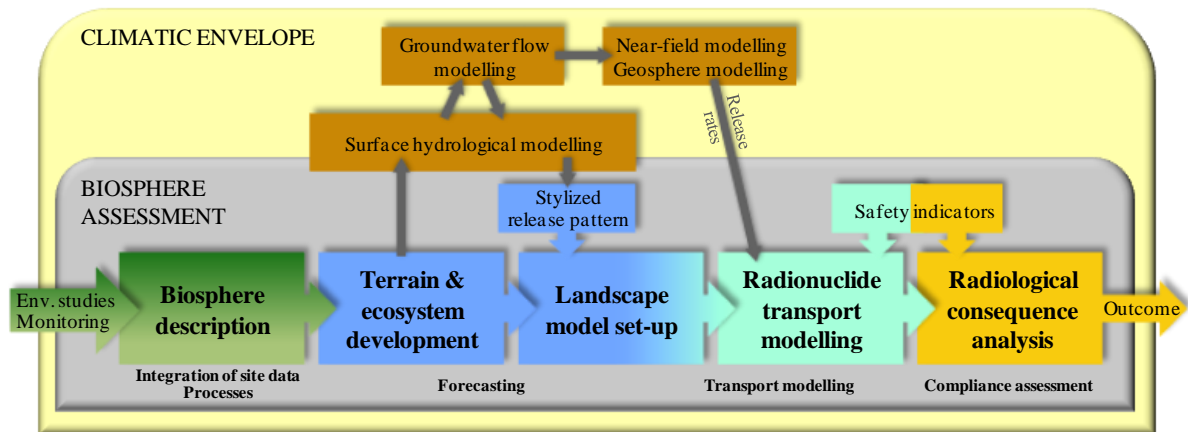 CLIMATIC ENVELOPE
Groundwater flow
modelling
Near-field modelling
Geosphere modelling
Release
rates
Surface hydrological modelling
BIOSPHERE
ASSESSMENT
Stylized
release pattern
Safety indicators
Env. studies
Monitoring
Biosphere
description
Terrain &
ecosystem
development
Landscape
model set-up
Radionuclide
transport
modelling
Radiological
consequence
analysis
Outcome
Integration of site data
Processes
Forecasting
Transport modelling
Compliance assessment